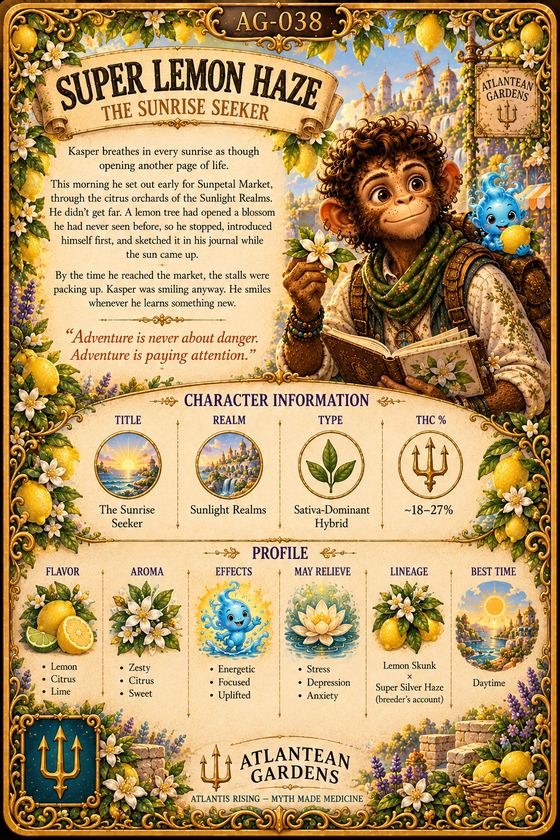 AG-038
SUPER LEMON HAZE
THE SUNRISE SEEKER
ATLANTEAN
GARDENS
Kasper breathes in every sunrise as though
opening another page of life.
This morning he set out early for Sunpetal Market,
through the citrus orchards of the Sunlight Realms.
He didn't get far. A lemon tree had opened a blossom
he had never seen before, so he stopped, introduced
himself first, and sketched it in his journal while
the sun came up.
By the time he reached the market, the stalls were
packing up. Kasper was smiling anyway. He smiles
whenever he learns something new.
“Adventure is never about danger.
Adventure is paying attention.”
CHARACTER INFORMATION
TITLE
The Sunrise
Seeker
REALM
Sunlight Realms
TYPE
Sativa-Dominant
Hybrid
THC %
~18–27%
PROFILE
FLAVOR
• Lemon
• Citrus
• Lime
AROMA
• Zesty
• Citrus
• Sweet
EFFECTS
• Energetic
• Focused
• Uplifted
MAY RELIEVE
• Stress
• Depression
• Anxiety
LINEAGE
Lemon Skunk
×
Super Silver Haze
(breeder's account)
BEST TIME
Daytime
ATLANTEAN
GARDENS
ATLANTIS RISING – MYTH MADE MEDICINE